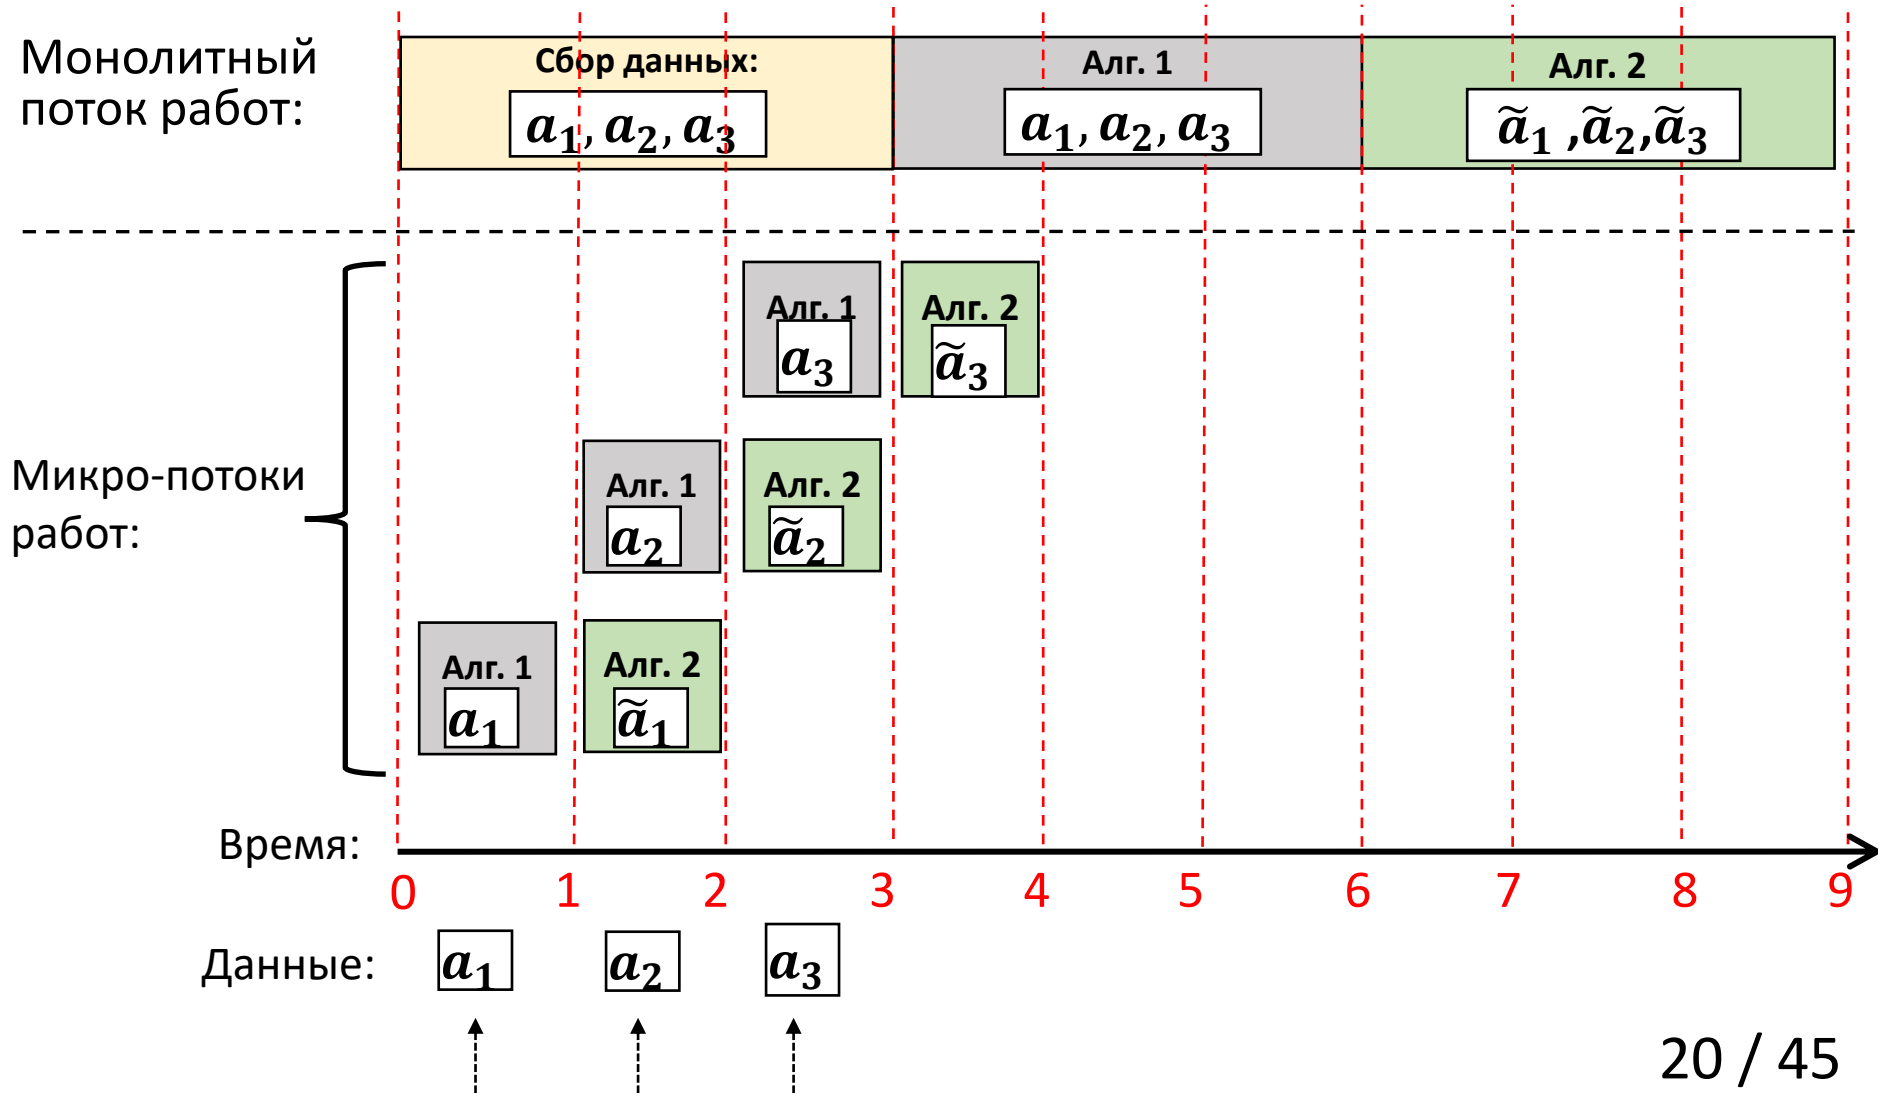 Монолитный
поток работ:
Сбор данных:
a₁, a₂, a₃
Алг. 1
a₁, a₂, a₃
Алг. 2
ã₁ ,ã₂,ã₃
Алг. 1
a₃
Алг. 2
ã₃
Микро-потоки
работ:
Алг. 1
a₂
Алг. 2
ã₂
Алг. 1
a₁
Алг. 2
ã₁
Время:
0 1 2 3 4 5 6 7 8 9
Данные:
a₁
a₂
a₃
20 / 45